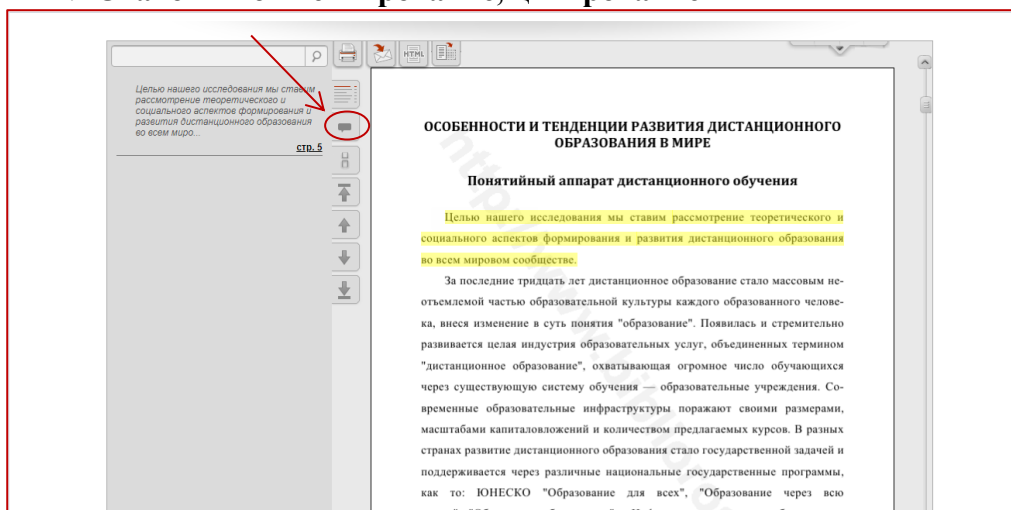 Целью нашего исследования мы ставим
рассмотрение теоретического и
социального аспектов формирования и
развития дистанционного образования
во всем миро...
стр. 5
HTML
ОСОБЕННОСТИ И ТЕНДЕНЦИИ РАЗВИТИЯ ДИСТАНЦИОННОГО
ОБРАЗОВАНИЯ В МИРЕ
Понятийный аппарат дистанционного обучения
Целью нашего исследования мы ставим рассмотрение теоретического и
социального аспектов формирования и развития дистанционного образования
во всем мировом сообществе.
За последние тридцать лет дистанционное образование стало массовым не-
отъемлемой частью образовательной культуры каждого образованного челове-
ка, внеся изменение в суть понятия "образование". Появилась и стремительно
развивается целая индустрия образовательных услуг, объединенных термином
"дистанционное образование", охватывающая огромное число обучающихся
через существующую систему обучения — образовательные учреждения. Со-
временные образовательные инфраструктуры поражают своими размерами,
масштабами капиталовложений и количеством предлагаемых курсов. В разных
странах развитие дистанционного образования стало государственной задачей и
поддерживается через различные национальные государственные программы,
как то: ЮНЕСКО "Образование для всех", "Образование через всю
http://www.biblioros